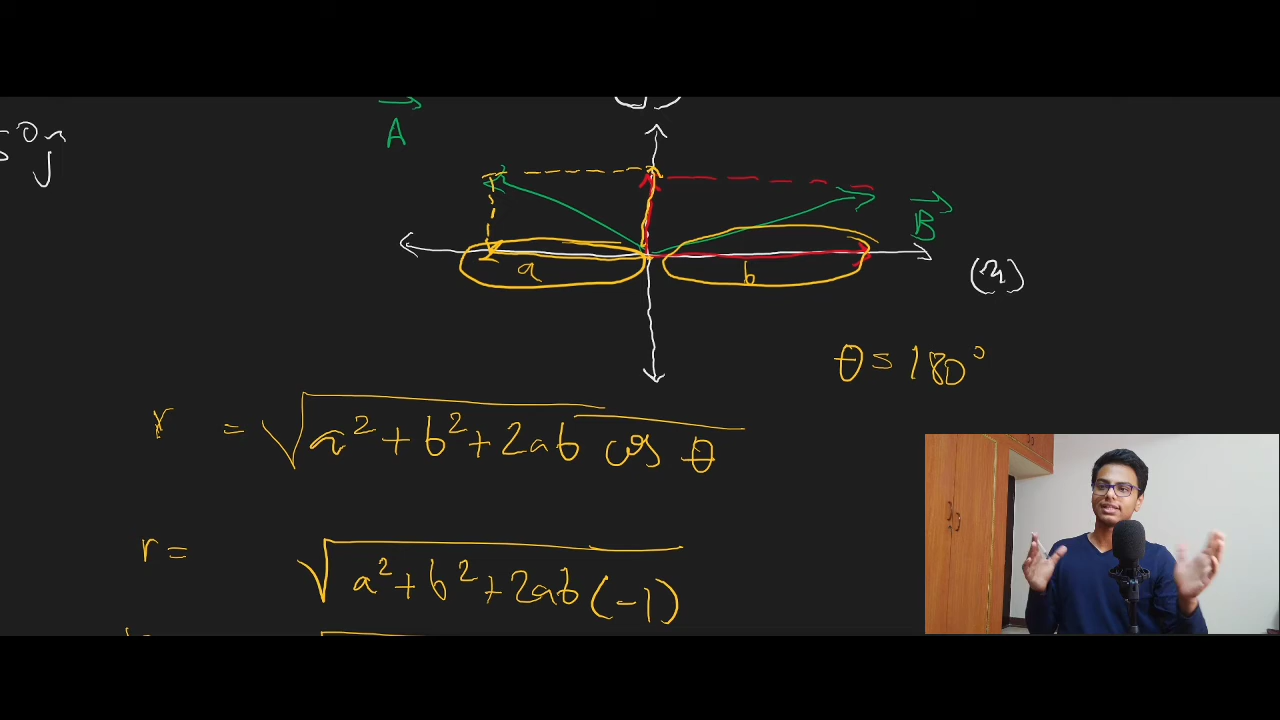 A
B
a
b
(x)
θ = 180°
r = √a² + b² + 2ab cos θ
r = √a² + b² + 2ab (-1)